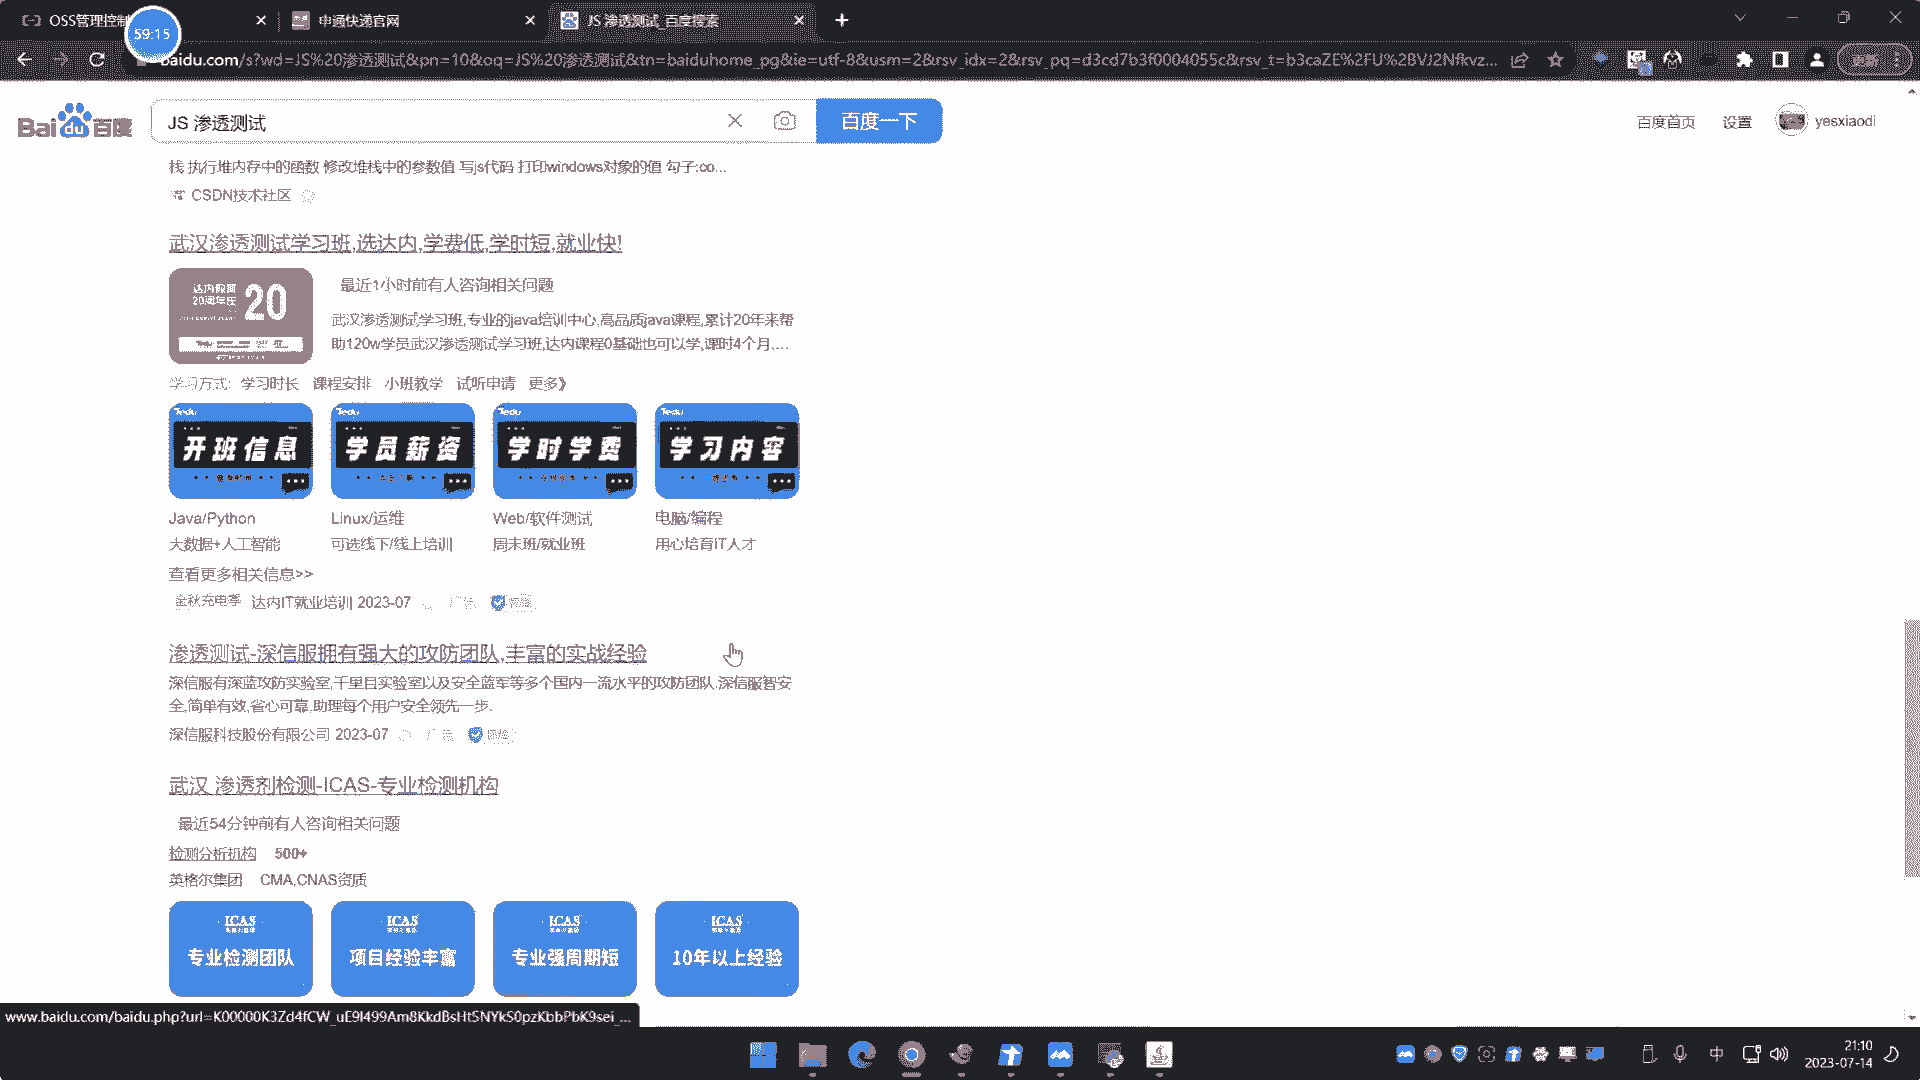 OSS管理控制
申通快递官网
JS 渗透测试_百度搜索
59:15
baidu.com/s?wd=JS%20渗透测试&pn=10&oq=JS%20渗透测试&tn=baiduhome_pg&ie=utf-8&usm=2&rsv_idx=2&rsv_pq=d3cd7b3f0004055c&rsv_t=b3caZE%2FU%2BVJ2Nfkvz...
更新
Bai du 百度
JS 渗透测试
百度一下
百度首页
设置
yesxiaodi
栈 执行堆内存中的函数 修改堆栈中的参数值 写js代码 打印windows对象的值 勾子:co...
CSDN技术社区
武汉渗透测试学习班,选达内,学费低,学时短,就业快!
达内教育
20周年庆
20
最近1小时前有人咨询相关问题
武汉渗透测试学习班,专业的java培训中心,高品质java课程,累计20年来帮
助120w学员武汉渗透测试学习班,达内课程0基础也可以学,课时4个月,...
学习方式: 学习时长 课程安排 小班教学 试听申请 更多》
Tedu
开班信息
Tedu
学员薪资
Tedu
学时学费
Tedu
学习内容
Java/Python
Linux/运维
Web/软件测试
电脑/编程
大数据+人工智能
可选线下/线上培训
周末班/就业班
用心培育IT人才
查看更多相关信息>>
金秋充电季 达内IT就业培训 2023-07
渗透测试-深信服拥有强大的攻防团队,丰富的实战经验
深信服有深蓝攻防实验室,千里目实验室以及安全蓝军等多个国内一流水平的攻防团队.深信服智安
全,简单有效,省心可靠,助理每个用户安全领先一步.
深信服科技股份有限公司 2023-07
武汉 渗透剂检测-ICAS-专业检测机构
最近54分钟前有人咨询相关问题
检测分析机构 500+
英格尔集团 CMA,CNAS资质
ICAS
专业检测团队
ICAS
项目经验丰富
ICAS
专业强周期短
ICAS
10年以上经验
www.baidu.com/baidu.php?url=K00000K3Zd4fCW_uE9I499Am8KkdBsHtSNYkS0pzKbbPbK9sei_...
中
21:10
2023-07-14